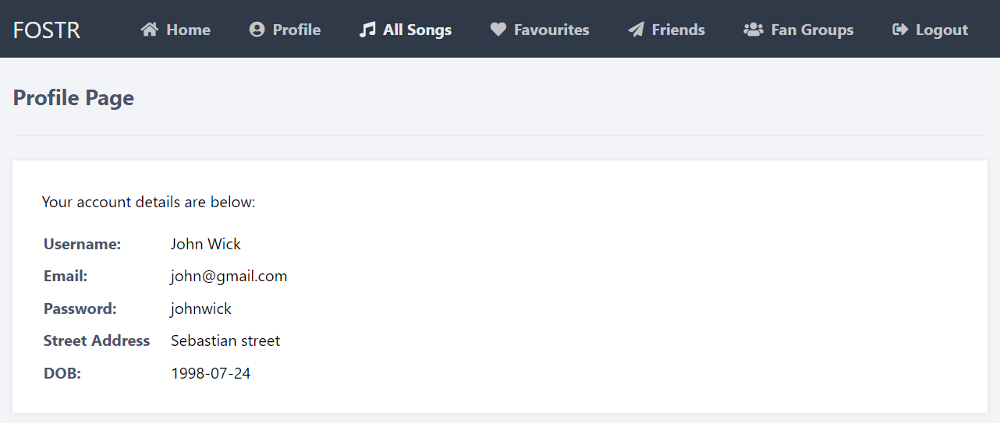 FOSTR Home Profile All Songs Favourites Friends Fan Groups Logout
Profile Page
Your account details are below:
Username: John Wick
Email: john@gmail.com
Password: johnwick
Street Address Sebastian street
DOB: 1998-07-24